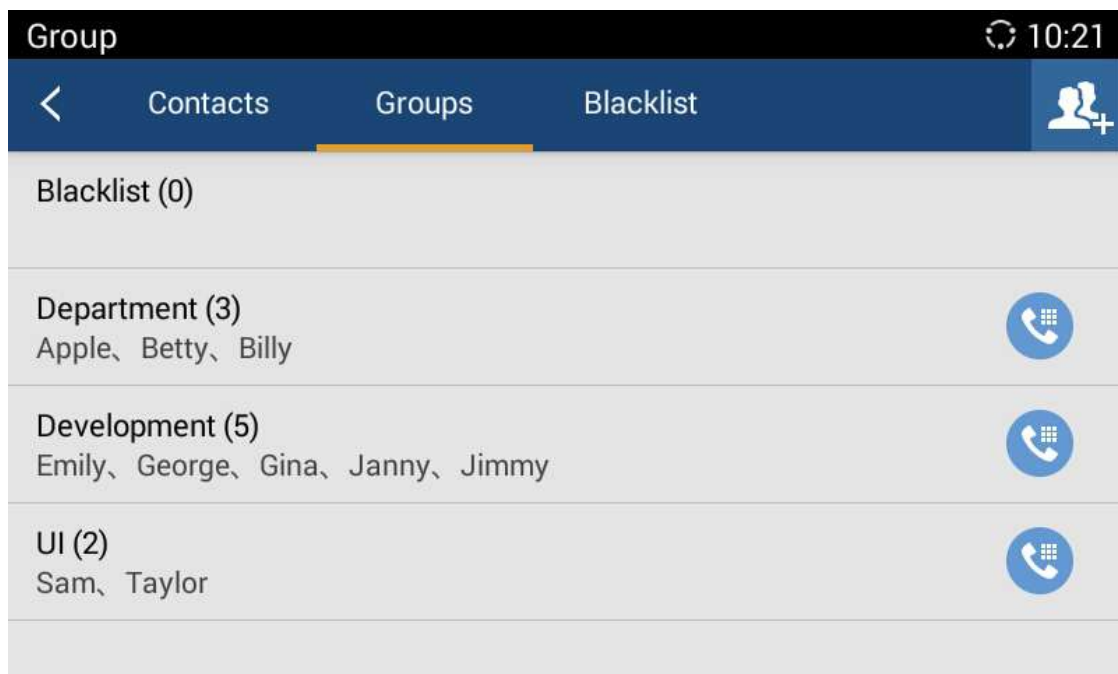 Group 10:21
Contacts Groups Blacklist
Blacklist (0)
Department (3)
Apple、Betty、Billy
Development (5)
Emily、George、Gina、Janny、Jimmy
UI (2)
Sam、Taylor